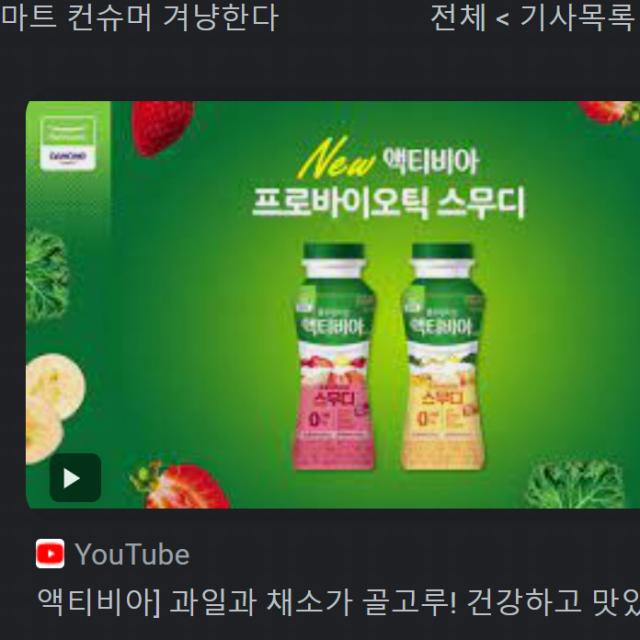 마트 컨슈머 겨냥한다
전체 < 기사목록
DANONE
New 액티비아
프로바이오틱 스무디
액티비아
스무디
0
액티비아
스무디
0
YouTube
액티비아] 과일과 채소가 골고루! 건강하고 맛있